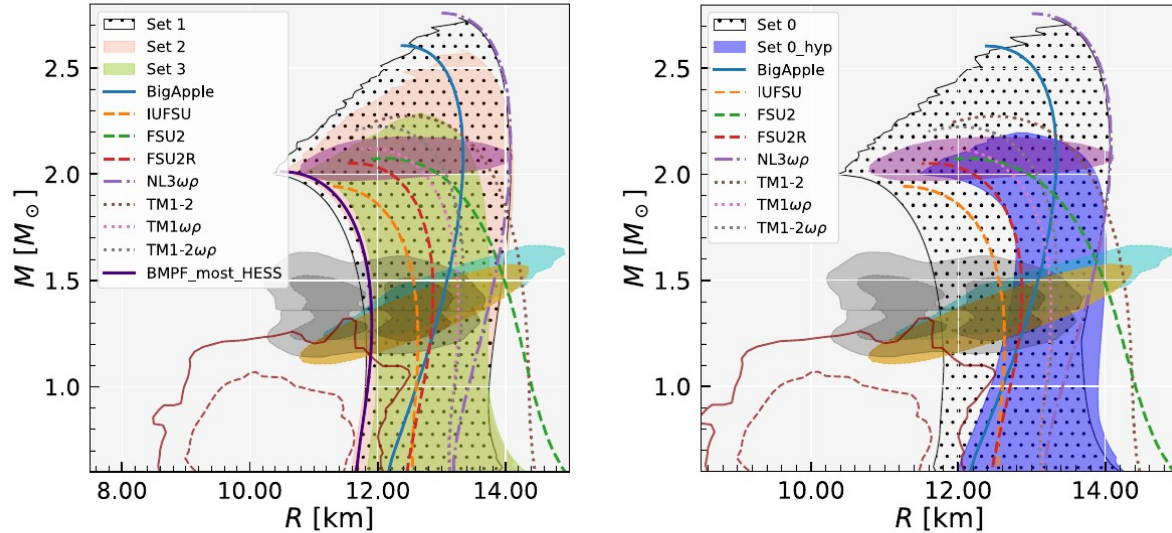 Set 1
Set 2
Set 3
BigApple
IUFSU
FSU2
FSU2R
NL3ωρ
TM1-2
TM1ωρ
TM1-2ωρ
BMPF_most_HESS
2.5
2.0
1.5
1.0
M [M⊙]
8.00 10.00 12.00 14.00
R [km]
Set 0
Set 0_hyp
BigApple
IUFSU
FSU2
FSU2R
NL3ωρ
TM1-2
TM1ωρ
TM1-2ωρ
2.5
2.0
1.5
1.0
M [M⊙]
10.00 12.00 14.00
R [km]